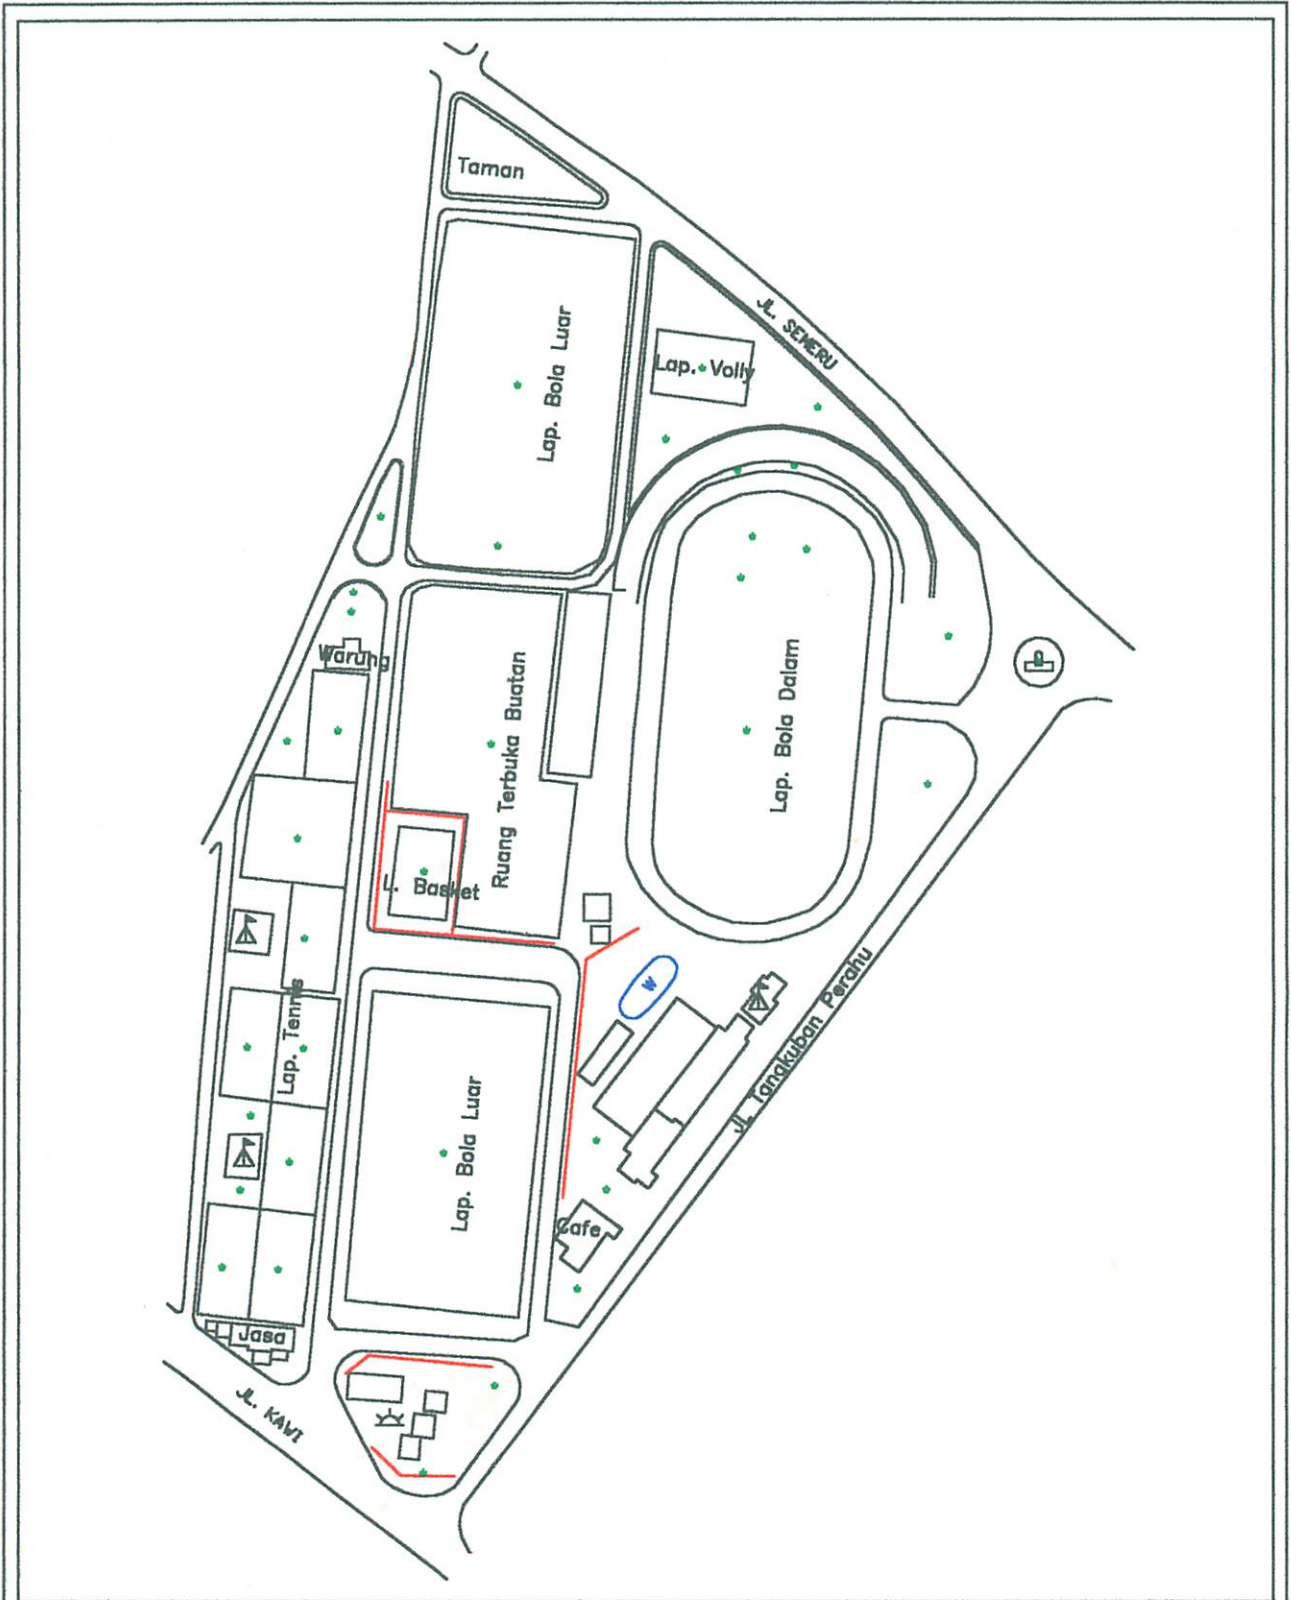 Taman
JL. SEMERU
Lap. Bola Luar
Lap. Volly
Warung
Ruang Terbuka Buatan
Lap. Bola Dalam
L. Basket
W
Lap. Tennis
JL. Tangkuban Perahu
Lap. Bola Luar
Cafe
Jasa
JL. KAWI